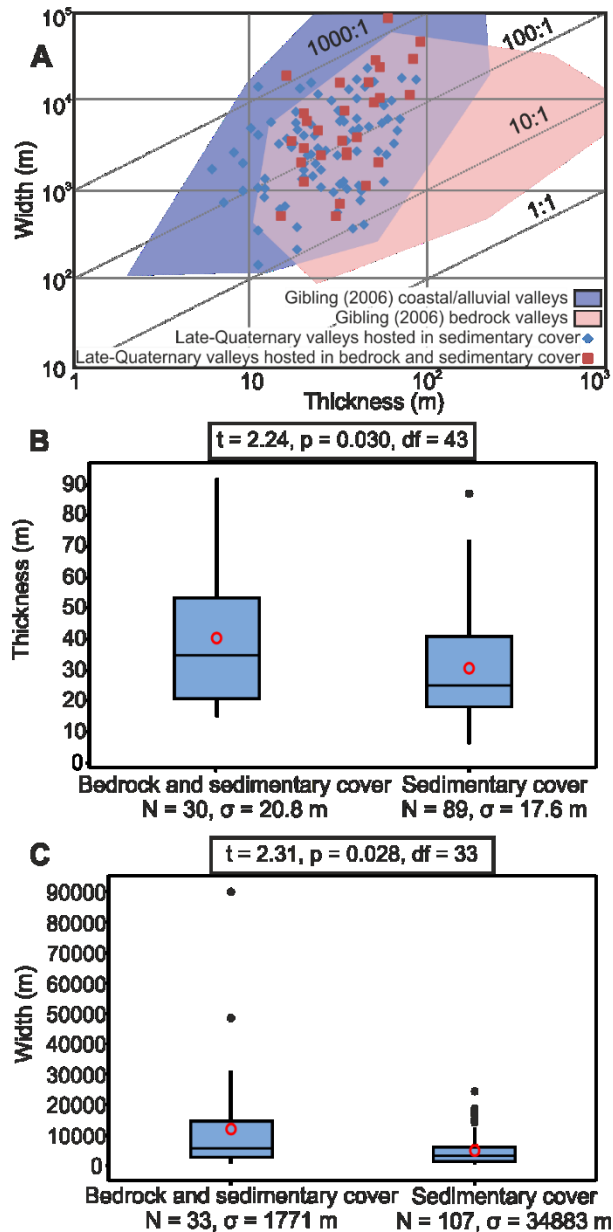 A
Width (m)
10⁵
10⁴
10³
10²
10
1
10
10²
10³
Thickness (m)
1000:1
100:1
10:1
1:1
Gibling (2006) coastal/alluvial valleys
Gibling (2006) bedrock valleys
Late-Quaternary valleys hosted in sedimentary cover
Late-Quaternary valleys hosted in bedrock and sedimentary cover
B
t = 2.24, p = 0.030, df = 43
Thickness (m)
90
80
70
60
50
40
30
20
10
0
Bedrock and sedimentary cover
N = 30, σ = 20.8 m
Sedimentary cover
N = 89, σ = 17.6 m
C
t = 2.31, p = 0.028, df = 33
Width (m)
90000
80000
70000
60000
50000
40000
30000
20000
10000
0
Bedrock and sedimentary cover
N = 33, σ = 1771 m
Sedimentary cover
N = 107, σ = 34883 m